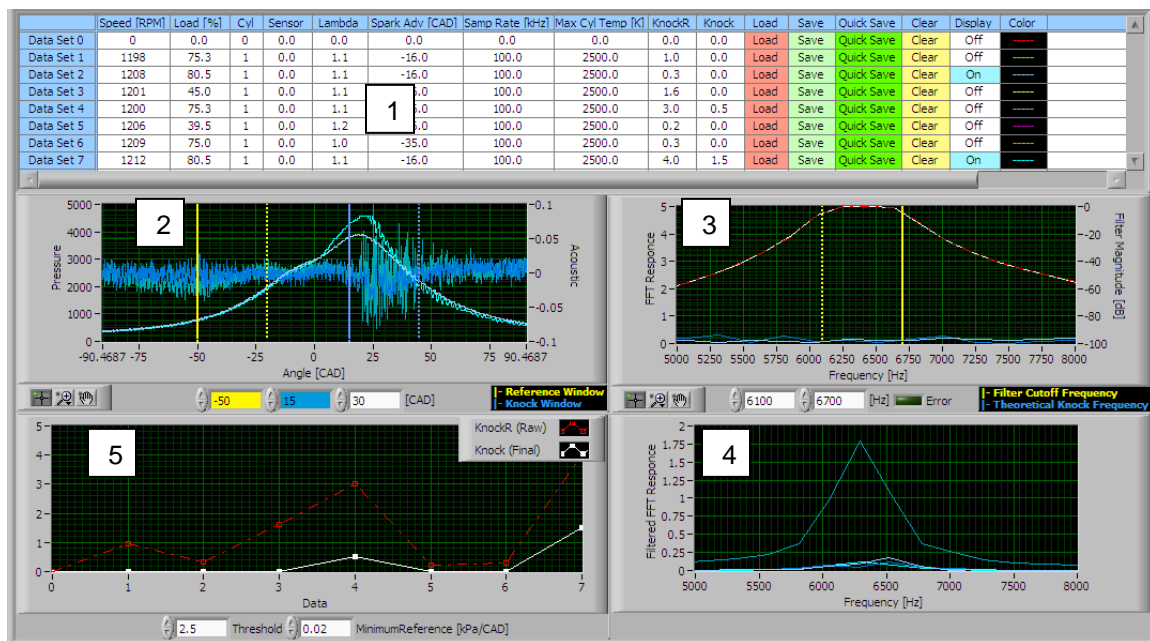 Speed [RPM] Load [%] Cyl Sensor Lambda Spark Adv [CAD] Samp Rate [kHz] Max Cyl Temp [K] KnockR Knock Load Save Quick Save Clear Display Color
Data Set 0 0 0.0 0 0.0 0.0 0.0 0.0 0.0 0.0 0.0 Load Save Quick Save Clear Off
Data Set 1 1198 75.3 1 0.0 1.1 -16.0 100.0 2500.0 1.0 0.0 Load Save Quick Save Clear Off
Data Set 2 1208 80.5 1 0.0 1.1 -16.0 100.0 2500.0 0.3 0.0 Load Save Quick Save Clear On
Data Set 3 1201 45.0 1 0.0 1.1 100.0 2500.0 1.6 0.0 Load Save Quick Save Clear Off
Data Set 4 1200 75.3 1 0.0 1.1 100.0 2500.0 3.0 0.5 Load Save Quick Save Clear Off
Data Set 5 1206 39.5 1 0.0 1.2 100.0 2500.0 0.2 0.0 Load Save Quick Save Clear Off
Data Set 6 1209 75.0 1 0.0 1.0 -35.0 100.0 2500.0 0.3 0.0 Load Save Quick Save Clear Off
Data Set 7 1212 80.5 1 0.0 1.1 -16.0 100.0 2500.0 4.0 1.5 Load Save Quick Save Clear On
1
2
Pressure
5000
4000
3000
2000
1000
0
0.1
0.05
0
-0.05
-0.1
Acoustic
-90.4687 -75 -50 -25 0 25 50 75 90.4687
Angle [CAD]
-50 15 30 [CAD]
|- Reference Window
|- Knock Window
3
FFT Responce
5
4
3
2
1
0
0
-20
-40
-60
-80
-100
Filter Magnitude [dB]
5000 5250 5500 5750 6000 6250 6500 6750 7000 7250 7500 7750 8000
Frequency [Hz]
6100 6700 [Hz] Error
|- Filter Cutoff Frequency
|- Theoretical Knock Frequency
5
5
4
3
2
1
0
KnockR (Raw)
Knock (Final)
0 1 2 3 4 5 6 7
Data
2.5 Threshold 0.02 MinimumReference [kPa/CAD]
4
Filtered FFT Responce
2
1.75
1.5
1.25
1
0.75
0.5
0.25
0
5000 5500 6000 6500 7000 7500 8000
Frequency [Hz]